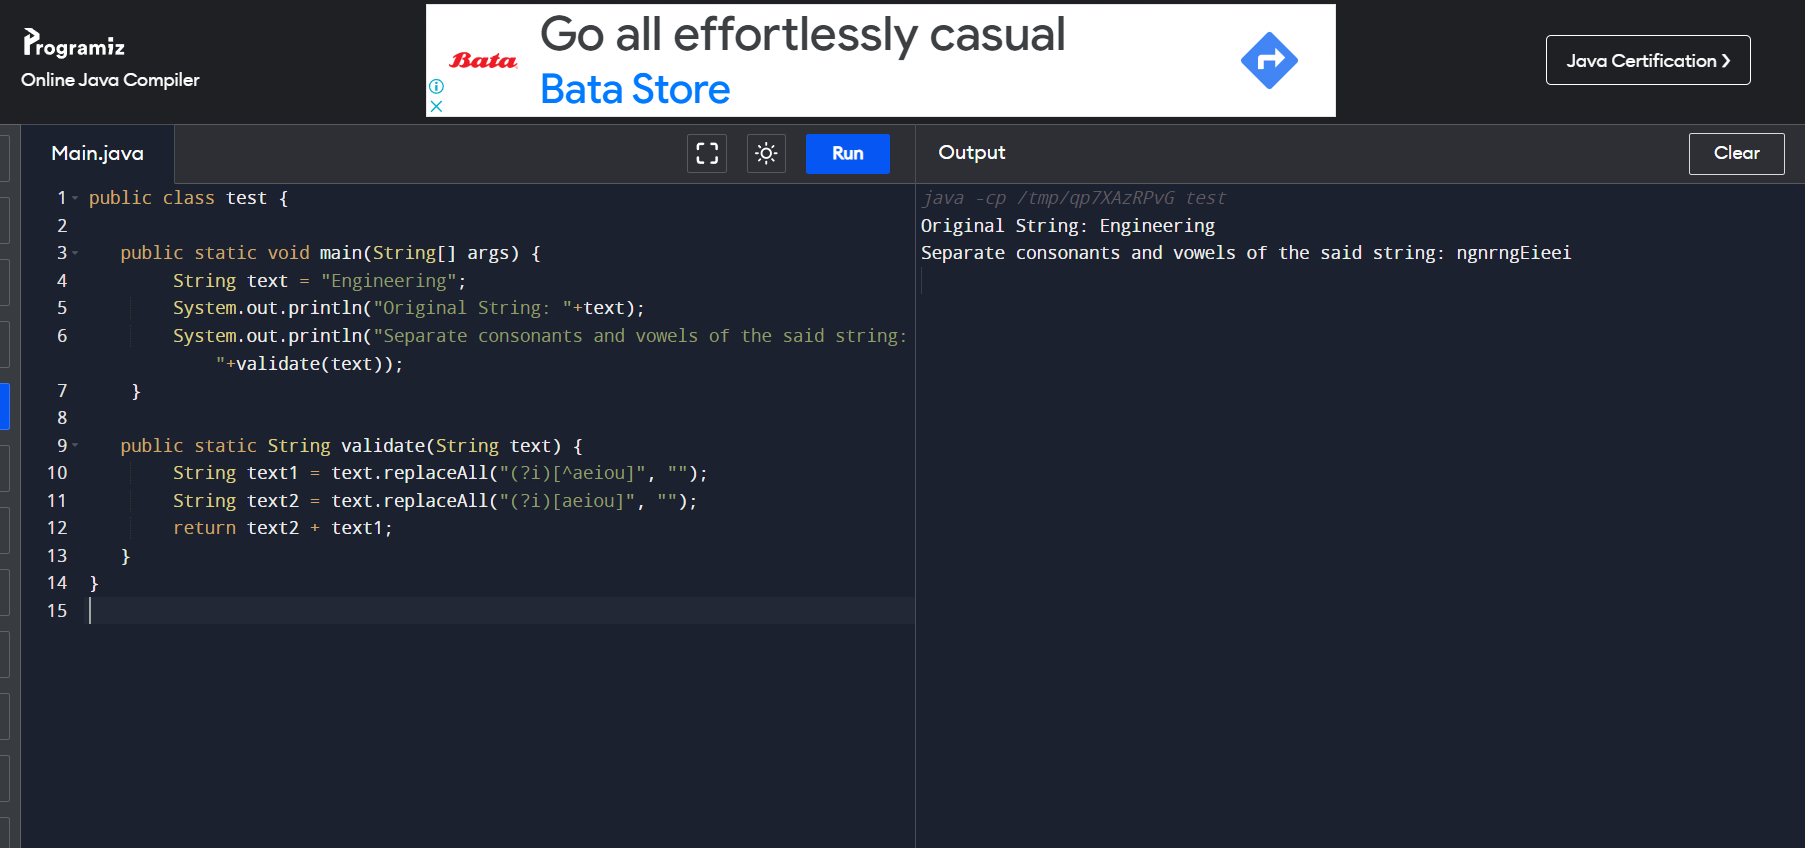 Programiz
Online Java Compiler
Bata
Go all effortlessly casual
Bata Store
Java Certification ❯
Main.java
Run
Output
Clear
1 public class test {
2
3 public static void main(String[] args) {
4 String text = "Engineering";
5 System.out.println("Original String: "+text);
6 System.out.println("Separate consonants and vowels of the said string:
"+validate(text));
7 }
8
9 public static String validate(String text) {
10 String text1 = text.replaceAll("(?i)[^aeiou]", "");
11 String text2 = text.replaceAll("(?i)[aeiou]", "");
12 return text2 + text1;
13 }
14 }
15
java -cp /tmp/qp7XAzRPvG test
Original String: Engineering
Separate consonants and vowels of the said string: ngnrngEieei